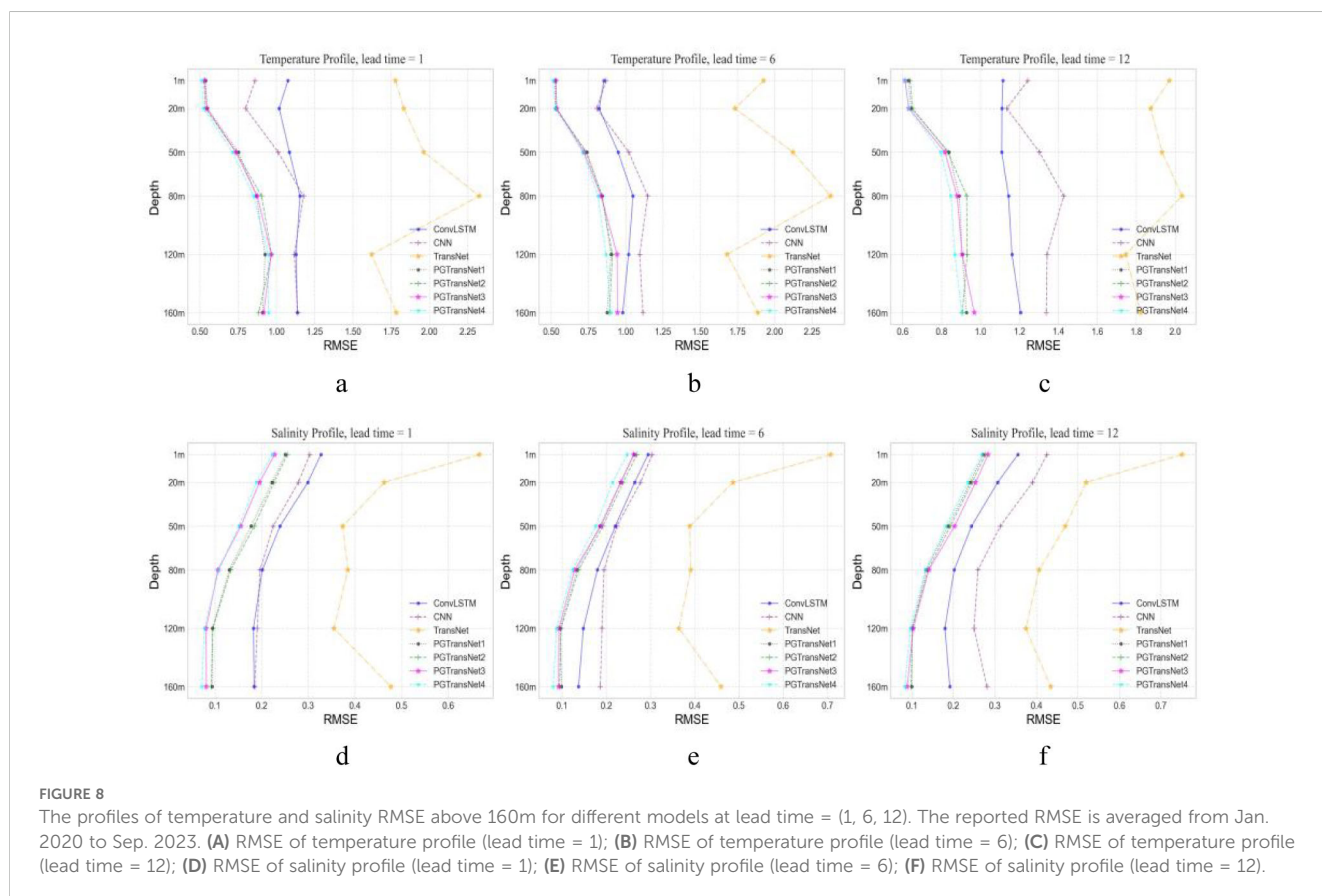 Temperature Profile, lead time = 1
1m
20m
50m
80m
120m
160m
Depth
ConvLSTM
CNN
TransNet
PGTransNet1
PGTransNet2
PGTransNet3
PGTransNet4
0.50 0.75 1.00 1.25 1.50 1.75 2.00 2.25
RMSE
a
Temperature Profile, lead time = 6
1m
20m
50m
80m
120m
160m
Depth
ConvLSTM
CNN
TransNet
PGTransNet1
PGTransNet2
PGTransNet3
PGTransNet4
0.50 0.75 1.00 1.25 1.50 1.75 2.00 2.25
RMSE
b
Temperature Profile, lead time = 12
1m
20m
50m
80m
120m
160m
Depth
ConvLSTM
CNN
TransNet
PGTransNet1
PGTransNet2
PGTransNet3
PGTransNet4
0.6 0.8 1.0 1.2 1.4 1.6 1.8 2.0
RMSE
c
Salinity Profile, lead time = 1
1m
20m
50m
80m
120m
160m
Depth
ConvLSTM
CNN
TransNet
PGTransNet1
PGTransNet2
PGTransNet3
PGTransNet4
0.1 0.2 0.3 0.4 0.5 0.6
RMSE
d
Salinity Profile, lead time = 6
1m
20m
50m
80m
120m
160m
Depth
ConvLSTM
CNN
TransNet
PGTransNet1
PGTransNet2
PGTransNet3
PGTransNet4
0.1 0.2 0.3 0.4 0.5 0.6 0.7
RMSE
e
Salinity Profile, lead time = 12
1m
20m
50m
80m
120m
160m
Depth
ConvLSTM
CNN
TransNet
PGTransNet1
PGTransNet2
PGTransNet3
PGTransNet4
0.1 0.2 0.3 0.4 0.5 0.6 0.7
RMSE
f
FIGURE 8
The profiles of temperature and salinity RMSE above 160m for different models at lead time = (1, 6, 12). The reported RMSE is averaged from Jan.
2020 to Sep. 2023. (A) RMSE of temperature profile (lead time = 1); (B) RMSE of temperature profile (lead time = 6); (C) RMSE of temperature profile
(lead time = 12); (D) RMSE of salinity profile (lead time = 1); (E) RMSE of salinity profile (lead time = 6); (F) RMSE of salinity profile (lead time = 12).